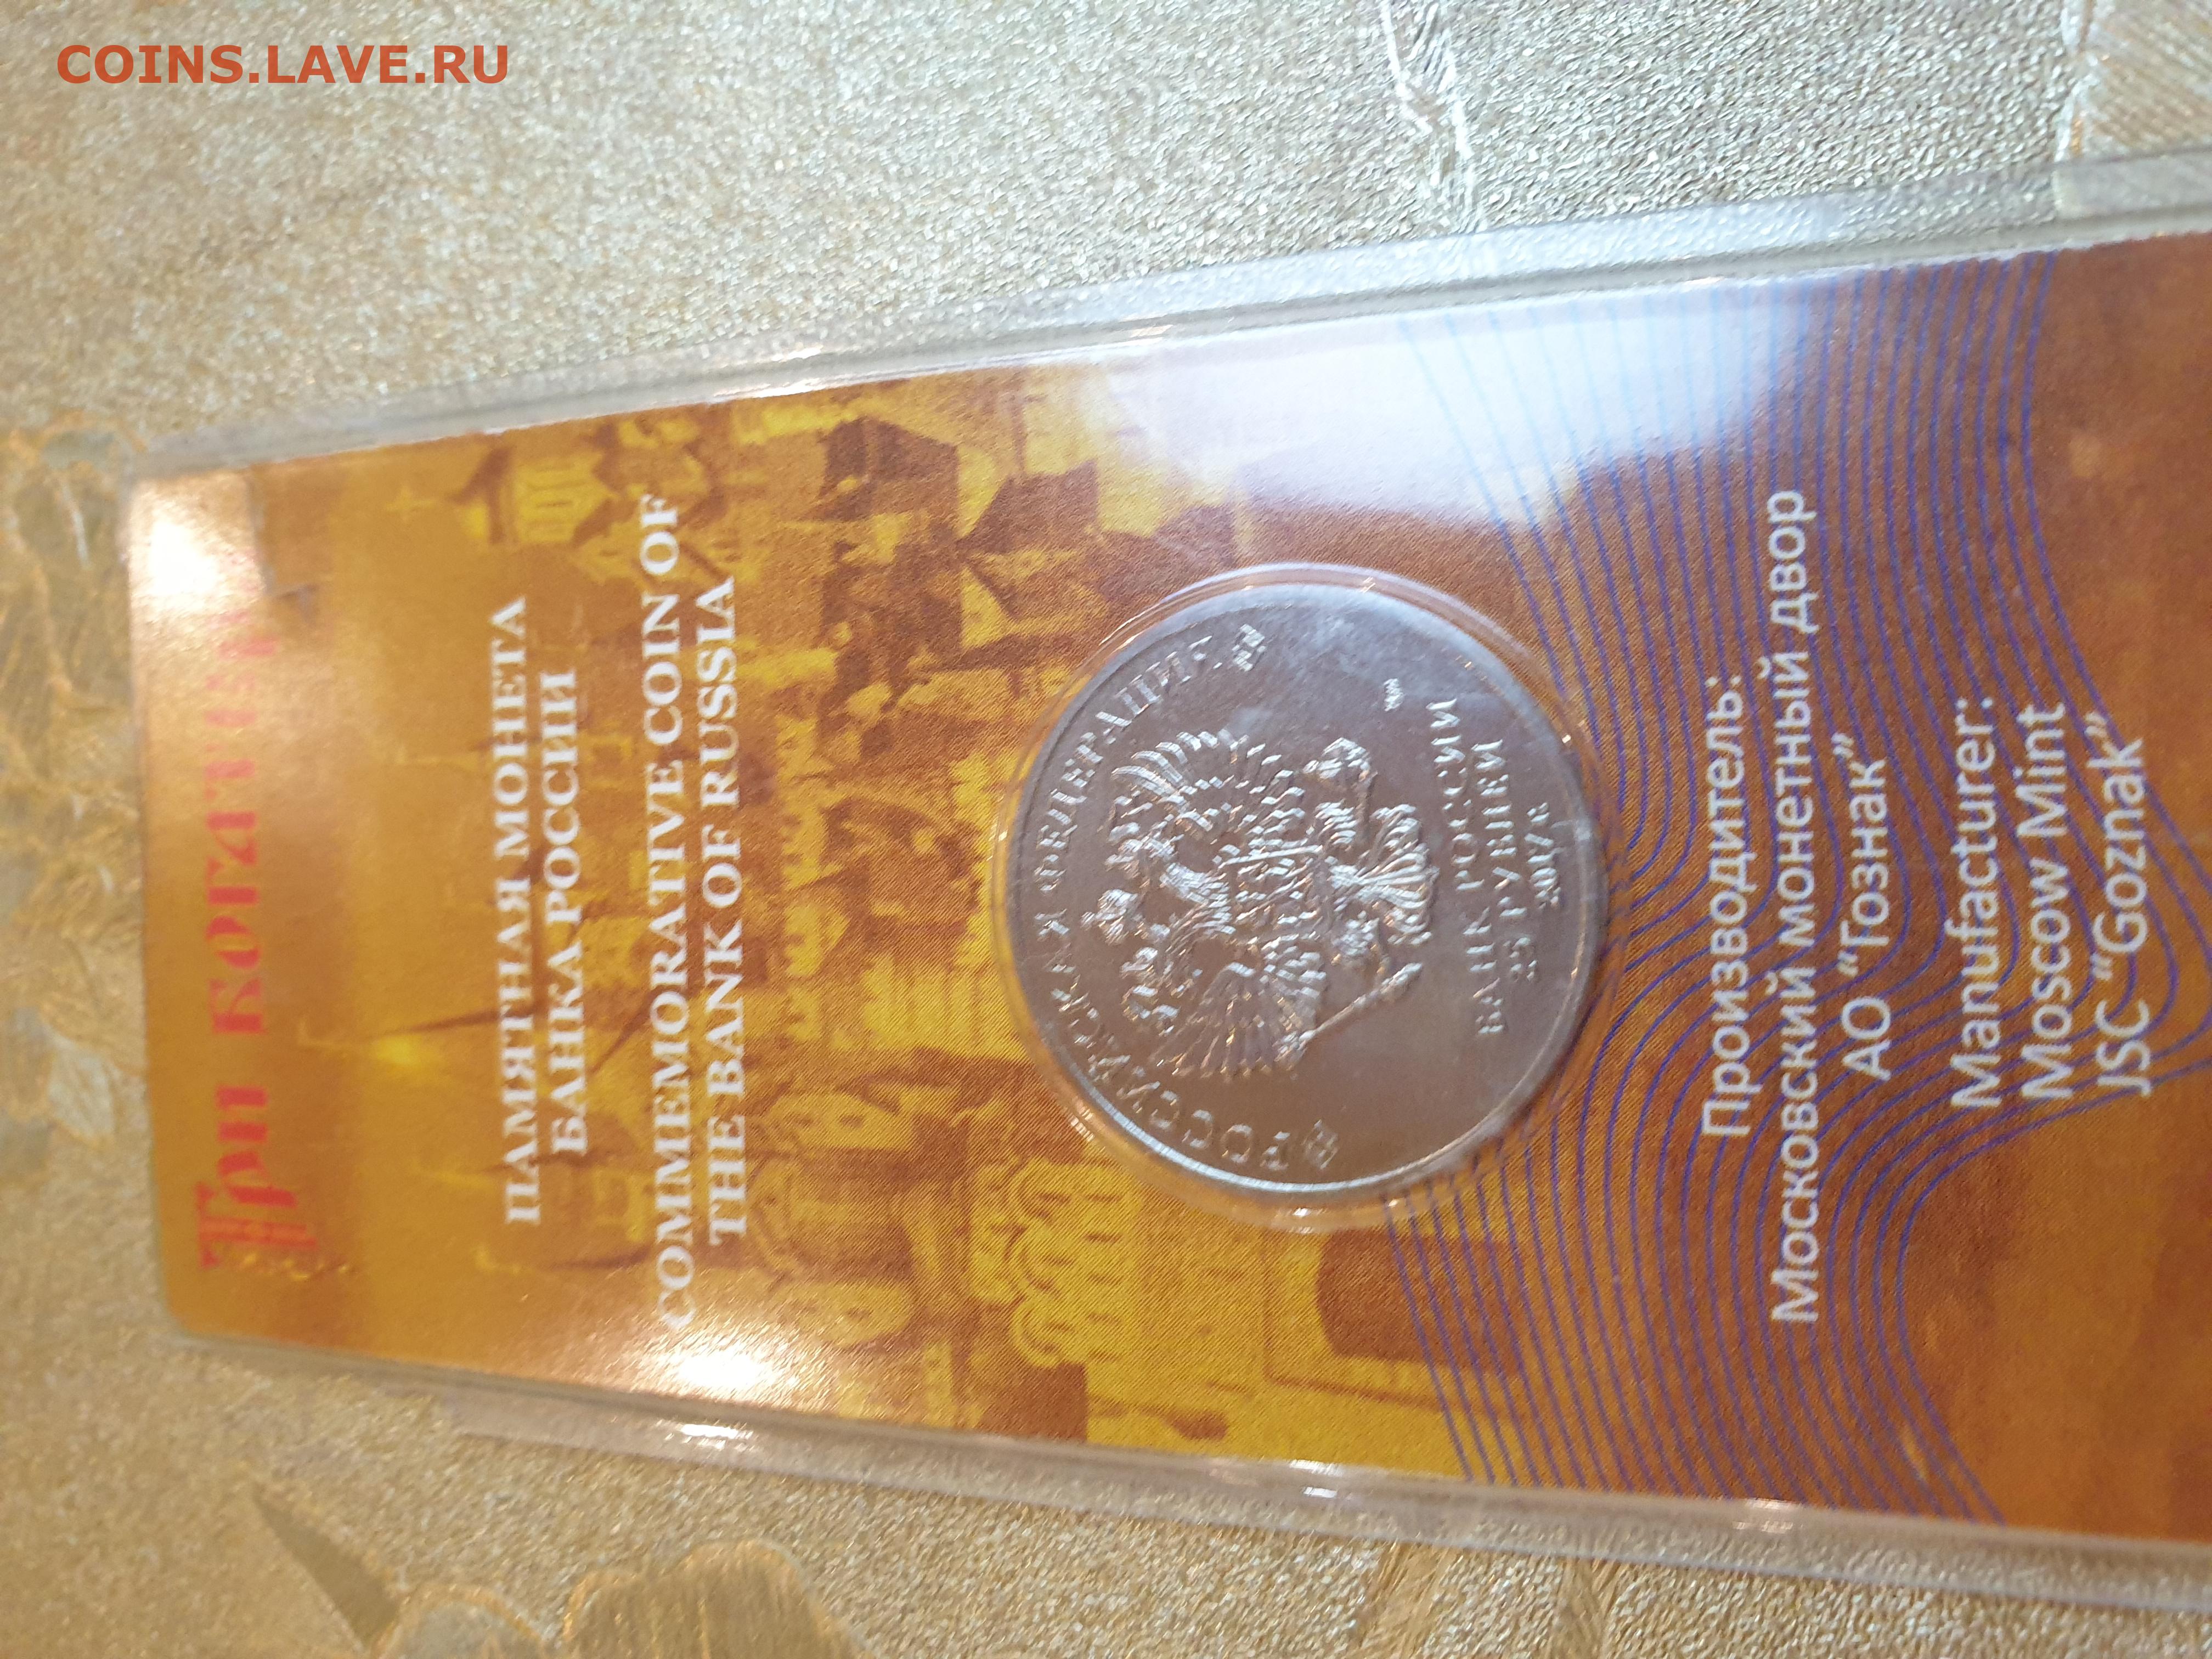 COINS.LAVE.RU
Три богатыря
ПАМЯТНАЯ МОНЕТА
БАНКА РОССИИ
COMMEMORATIVE COIN OF
THE BANK OF RUSSIA
РОССИЙСКАЯ ФЕДЕРАЦИЯ
БАНК РОССИИ
25 РУБЛЕЙ
Производитель:
Московский монетный двор
АО “Гознак”
Manufacturer:
Moscow Mint
JSC “Goznak”